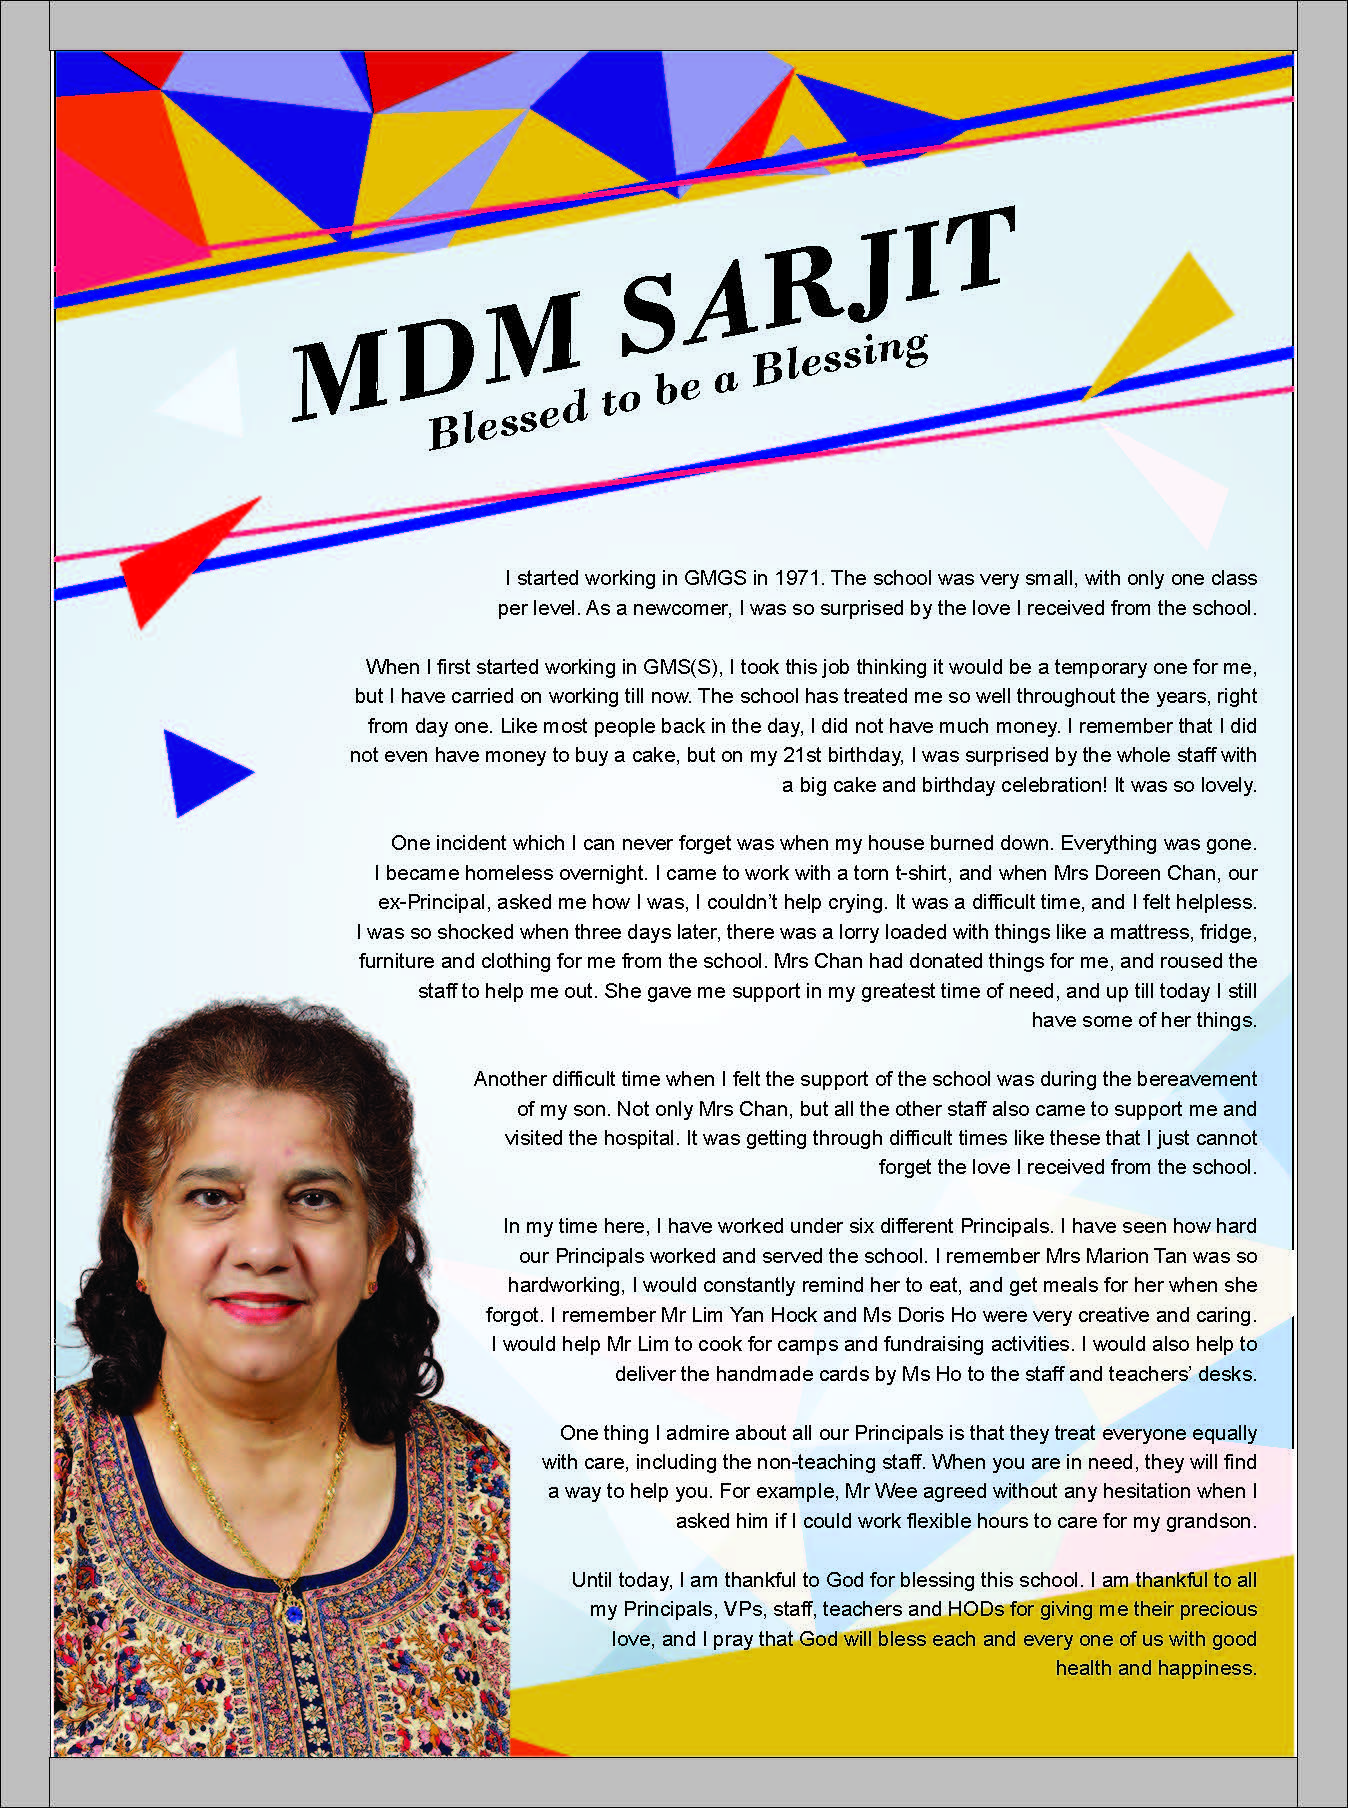 MDM SARJIT
Blessed to be a Blessing
I started working in GMGS in 1971. The school was very small, with only one class
per level. As a newcomer, I was so surprised by the love I received from the school.
When I first started working in GMS(S), I took this job thinking it would be a temporary one for me,
but I have carried on working till now. The school has treated me so well throughout the years, right
from day one. Like most people back in the day, I did not have much money. I remember that I did
not even have money to buy a cake, but on my 21st birthday, I was surprised by the whole staff with
a big cake and birthday celebration! It was so lovely.
One incident which I can never forget was when my house burned down. Everything was gone.
I became homeless overnight. I came to work with a torn t-shirt, and when Mrs Doreen Chan, our
ex-Principal, asked me how I was, I couldn’t help crying. It was a difficult time, and I felt helpless.
I was so shocked when three days later, there was a lorry loaded with things like a mattress, fridge,
furniture and clothing for me from the school. Mrs Chan had donated things for me, and roused the
staff to help me out. She gave me support in my greatest time of need, and up till today I still
have some of her things.
Another difficult time when I felt the support of the school was during the bereavement
of my son. Not only Mrs Chan, but all the other staff also came to support me and
visited the hospital. It was getting through difficult times like these that I just cannot
forget the love I received from the school.
In my time here, I have worked under six different Principals. I have seen how hard
our Principals worked and served the school. I remember Mrs Marion Tan was so
hardworking, I would constantly remind her to eat, and get meals for her when she
forgot. I remember Mr Lim Yan Hock and Ms Doris Ho were very creative and caring.
I would help Mr Lim to cook for camps and fundraising activities. I would also help to
deliver the handmade cards by Ms Ho to the staff and teachers’ desks.
One thing I admire about all our Principals is that they treat everyone equally
with care, including the non-teaching staff. When you are in need, they will find
a way to help you. For example, Mr Wee agreed without any hesitation when I
asked him if I could work flexible hours to care for my grandson.
Until today, I am thankful to God for blessing this school. I am thankful to all
my Principals, VPs, staff, teachers and HODs for giving me their precious
love, and I pray that God will bless each and every one of us with good
health and happiness.